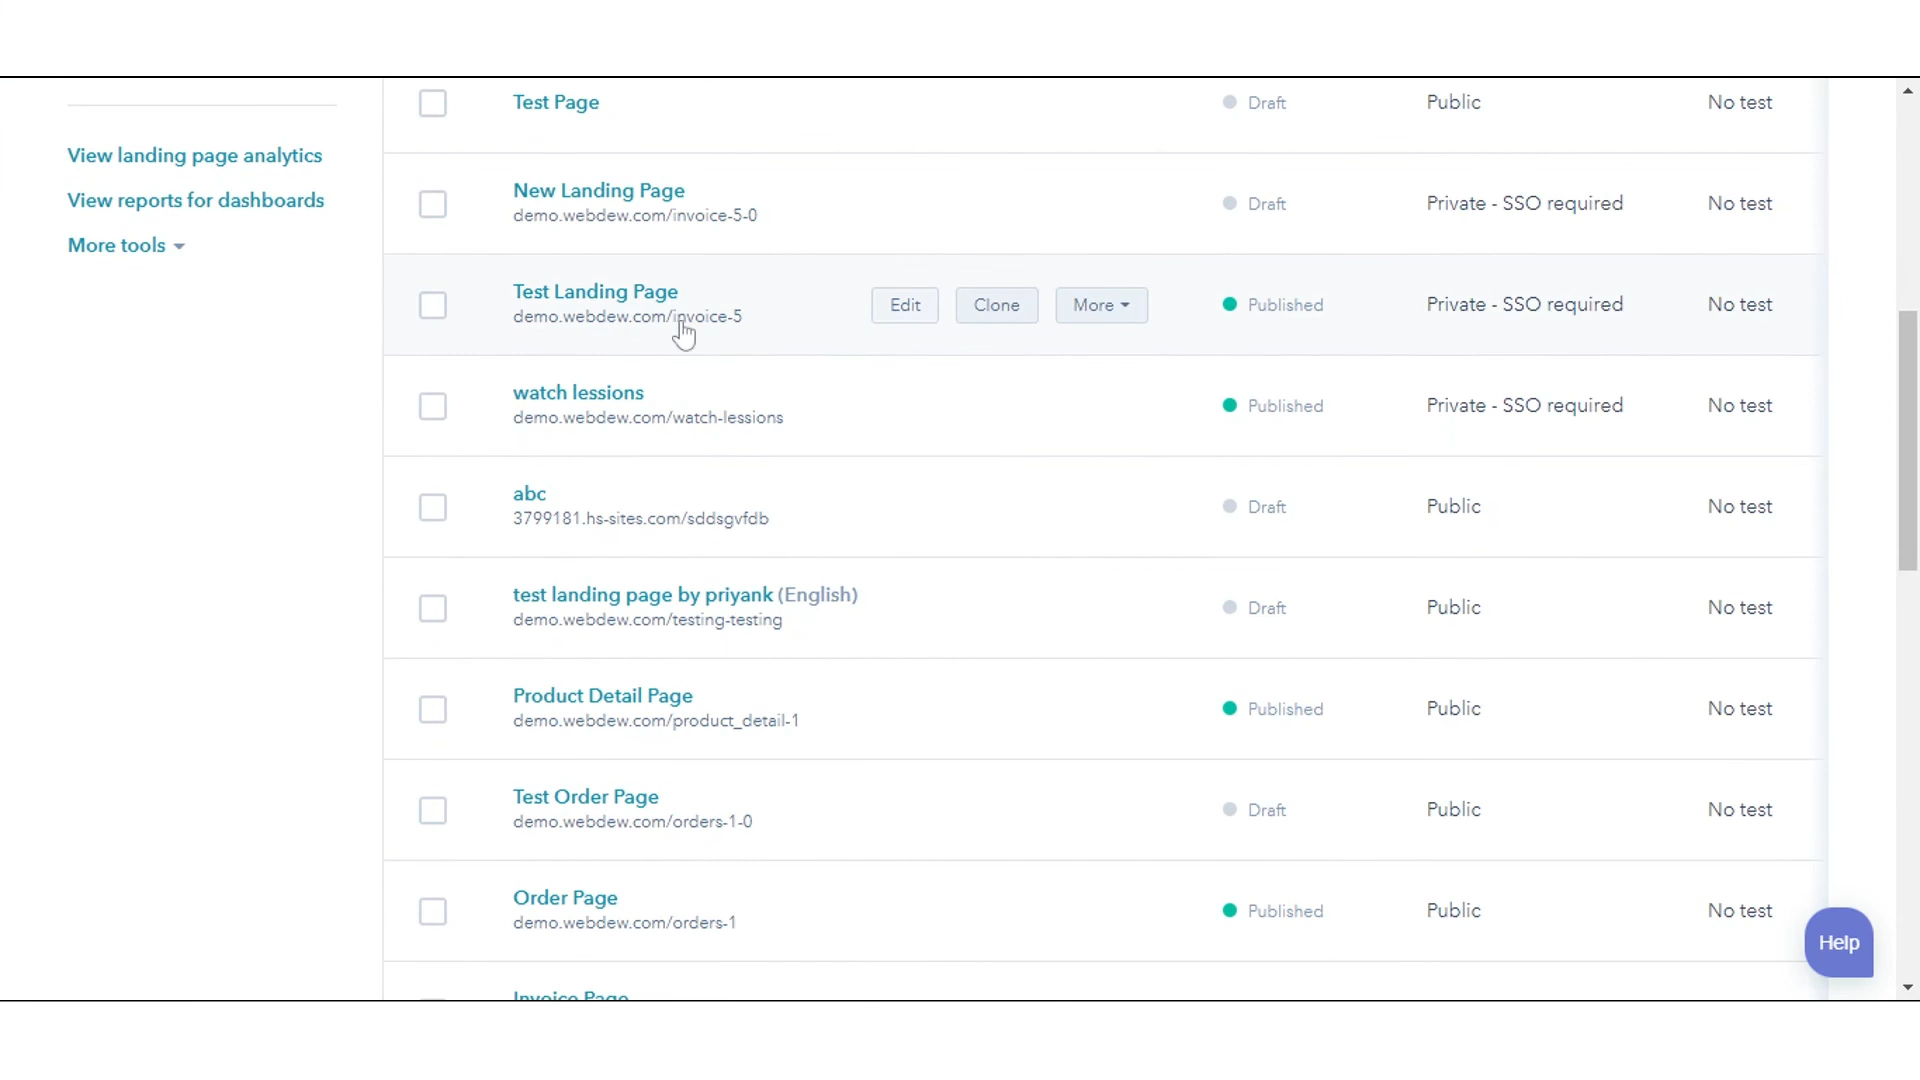 View landing page analytics
View reports for dashboards
More tools
Test Page
Draft
Public
No test
New Landing Page
demo.webdew.com/invoice-5-0
Draft
Private - SSO required
No test
Test Landing Page
demo.webdew.com/invoice-5
Edit
Clone
More
Published
Private - SSO required
No test
watch lessions
demo.webdew.com/watch-lessions
Published
Private - SSO required
No test
abc
3799181.hs-sites.com/sddsgvfdb
Draft
Public
No test
test landing page by priyank (English)
demo.webdew.com/testing-testing
Draft
Public
No test
Product Detail Page
demo.webdew.com/product_detail-1
Published
Public
No test
Test Order Page
demo.webdew.com/orders-1-0
Draft
Public
No test
Order Page
demo.webdew.com/orders-1
Published
Public
No test
Invoice Page
Help